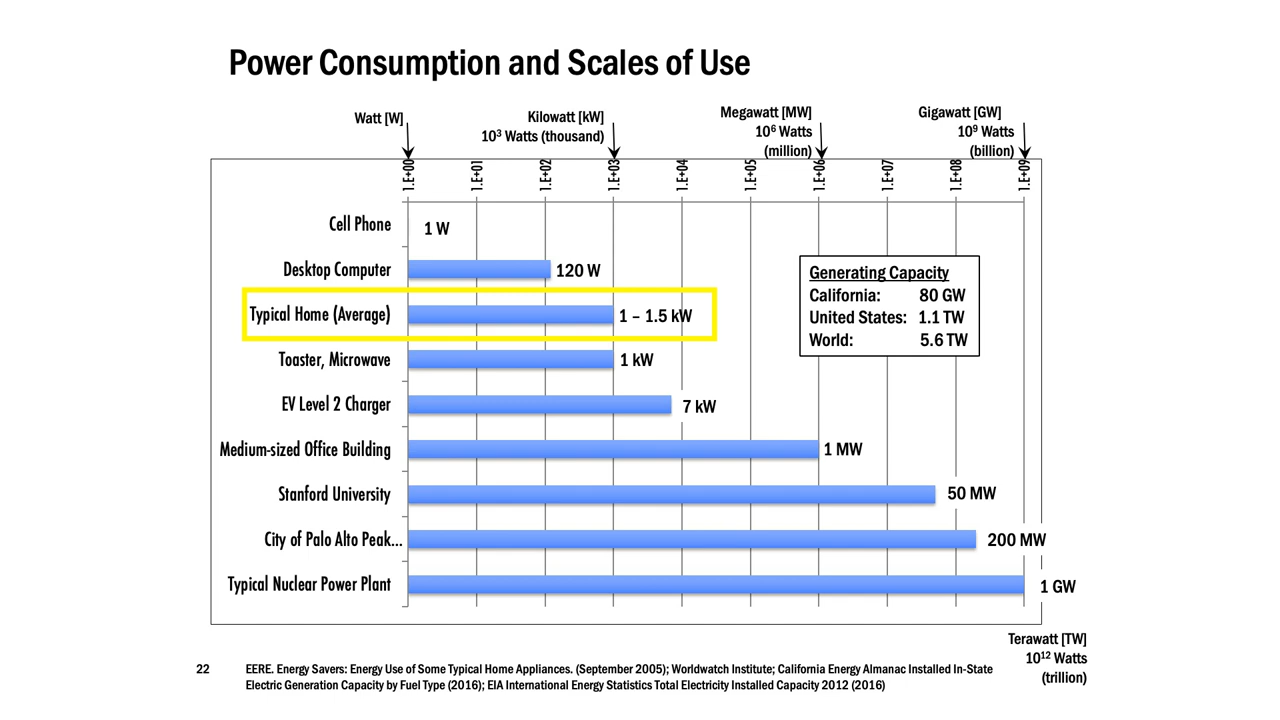 Power Consumption and Scales of Use
Watt [W]
Kilowatt [kW]
10³ Watts (thousand)
Megawatt [MW]
10⁶ Watts
(million)
Gigawatt [GW]
10⁹ Watts
(billion)
1.E+00
1.E+01
1.E+02
1.E+03
1.E+04
1.E+05
1.E+06
1.E+07
1.E+08
1.E+09
Cell Phone 1 W
Desktop Computer 120 W
Typical Home (Average) 1 – 1.5 kW
Toaster, Microwave 1 kW
EV Level 2 Charger 7 kW
Medium-sized Office Building 1 MW
Stanford University 50 MW
City of Palo Alto Peak... 200 MW
Typical Nuclear Power Plant 1 GW
Generating Capacity
California: 80 GW
United States: 1.1 TW
World: 5.6 TW
Terawatt [TW]
10¹² Watts
(trillion)
22
EERE. Energy Savers: Energy Use of Some Typical Home Appliances. (September 2005); Worldwatch Institute; California Energy Almanac Installed In-State
Electric Generation Capacity by Fuel Type (2016); EIA International Energy Statistics Total Electricity Installed Capacity 2012 (2016)